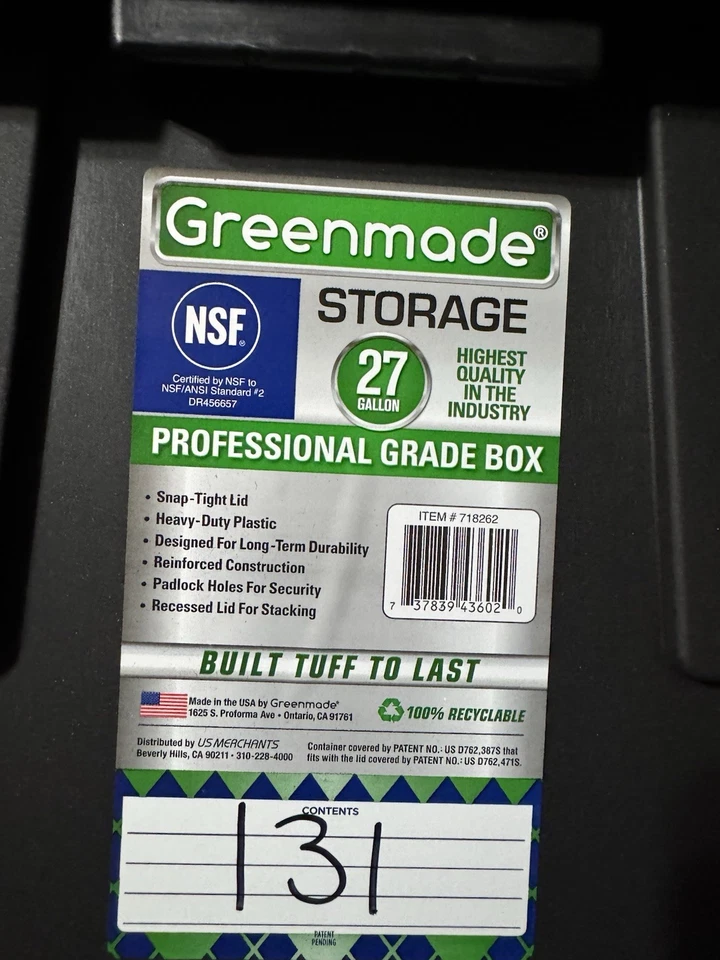 Greenmade®
NSF®
Certified by NSF to
NSF/ANSI Standard #2
DR456657
STORAGE
27
GALLON
HIGHEST
QUALITY
IN THE
INDUSTRY
PROFESSIONAL GRADE BOX
• Snap-Tight Lid
• Heavy-Duty Plastic
• Designed For Long-Term Durability
• Reinforced Construction
• Padlock Holes For Security
• Recessed Lid For Stacking
ITEM # 718262
7 37839 43602 0
BUILT TUFF TO LAST
Made in the USA by Greenmade®
1625 S. Proforma Ave • Ontario, CA 91761
100% RECYCLABLE
Distributed by US MERCHANTS
Beverly Hills, CA 90211 • 310-228-4000
Container covered by PATENT NO.: US D762,387S that
fits with the lid covered by PATENT NO.: US D762,471S.
CONTENTS
131
PATENT
PENDING